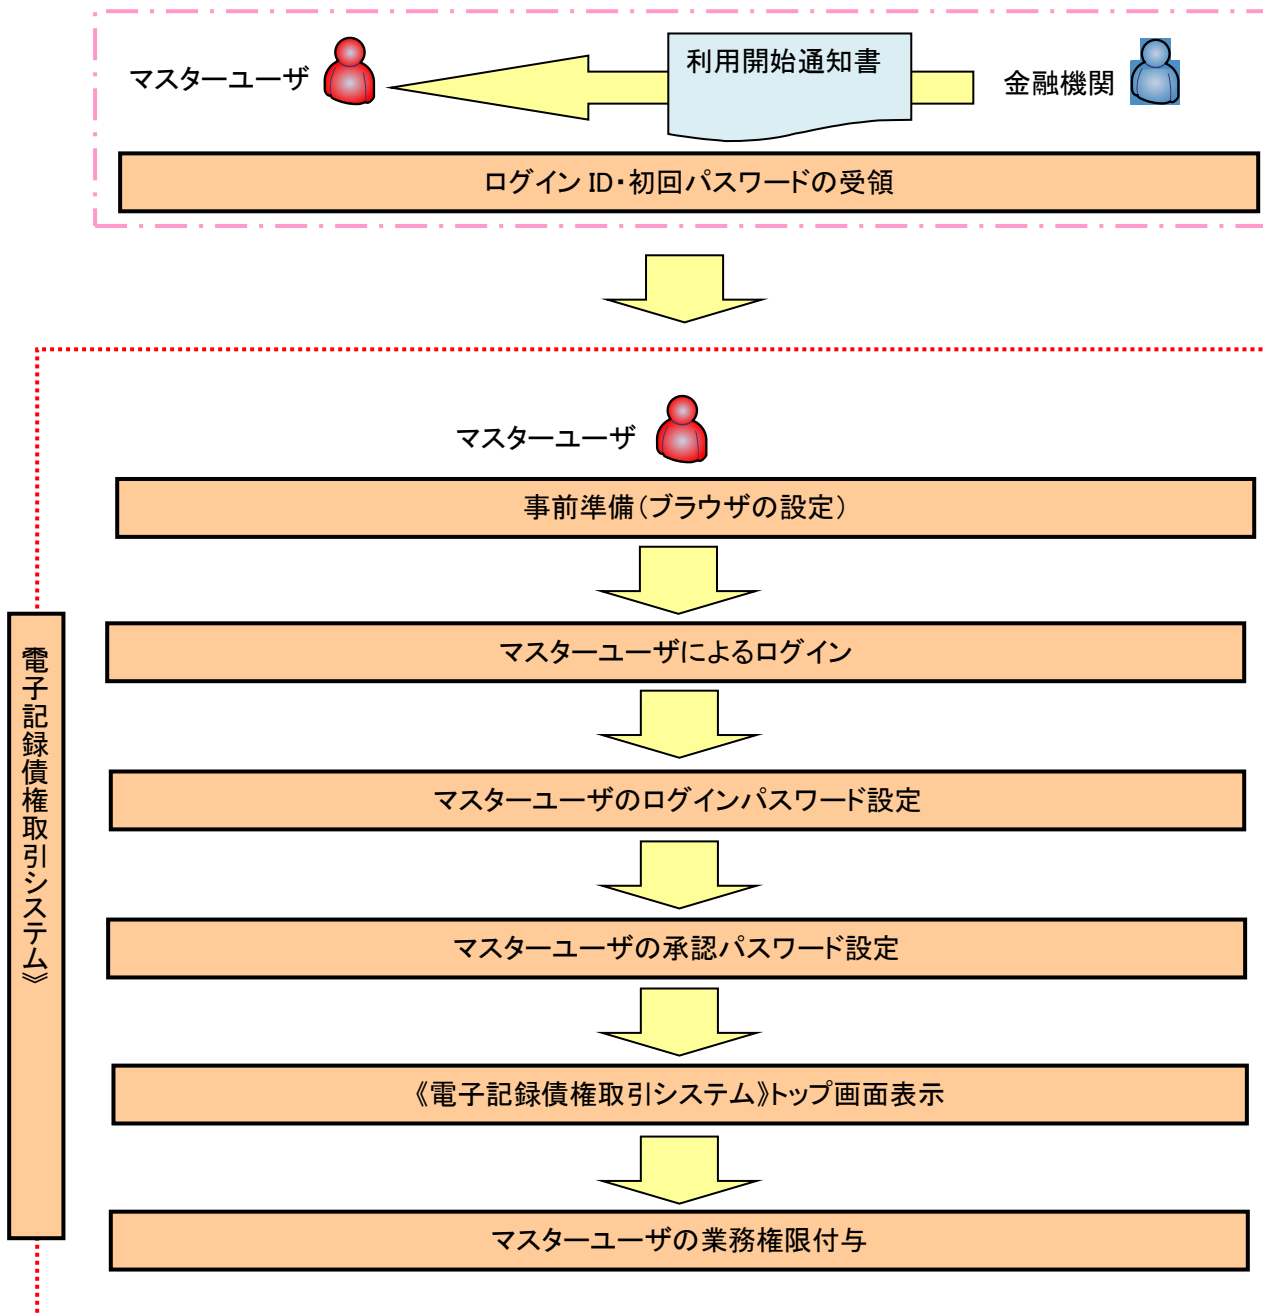 マスターユーザ
利用開始通知書
金融機関
ログイン ID・初回パスワードの受領
マスターユーザ
事前準備(ブラウザの設定)
マスターユーザによるログイン
マスターユーザのログインパスワード設定
マスターユーザの承認パスワード設定
《電子記録債権取引システム》トップ画面表示
マスターユーザの業務権限付与
電子記録債権取引システム》